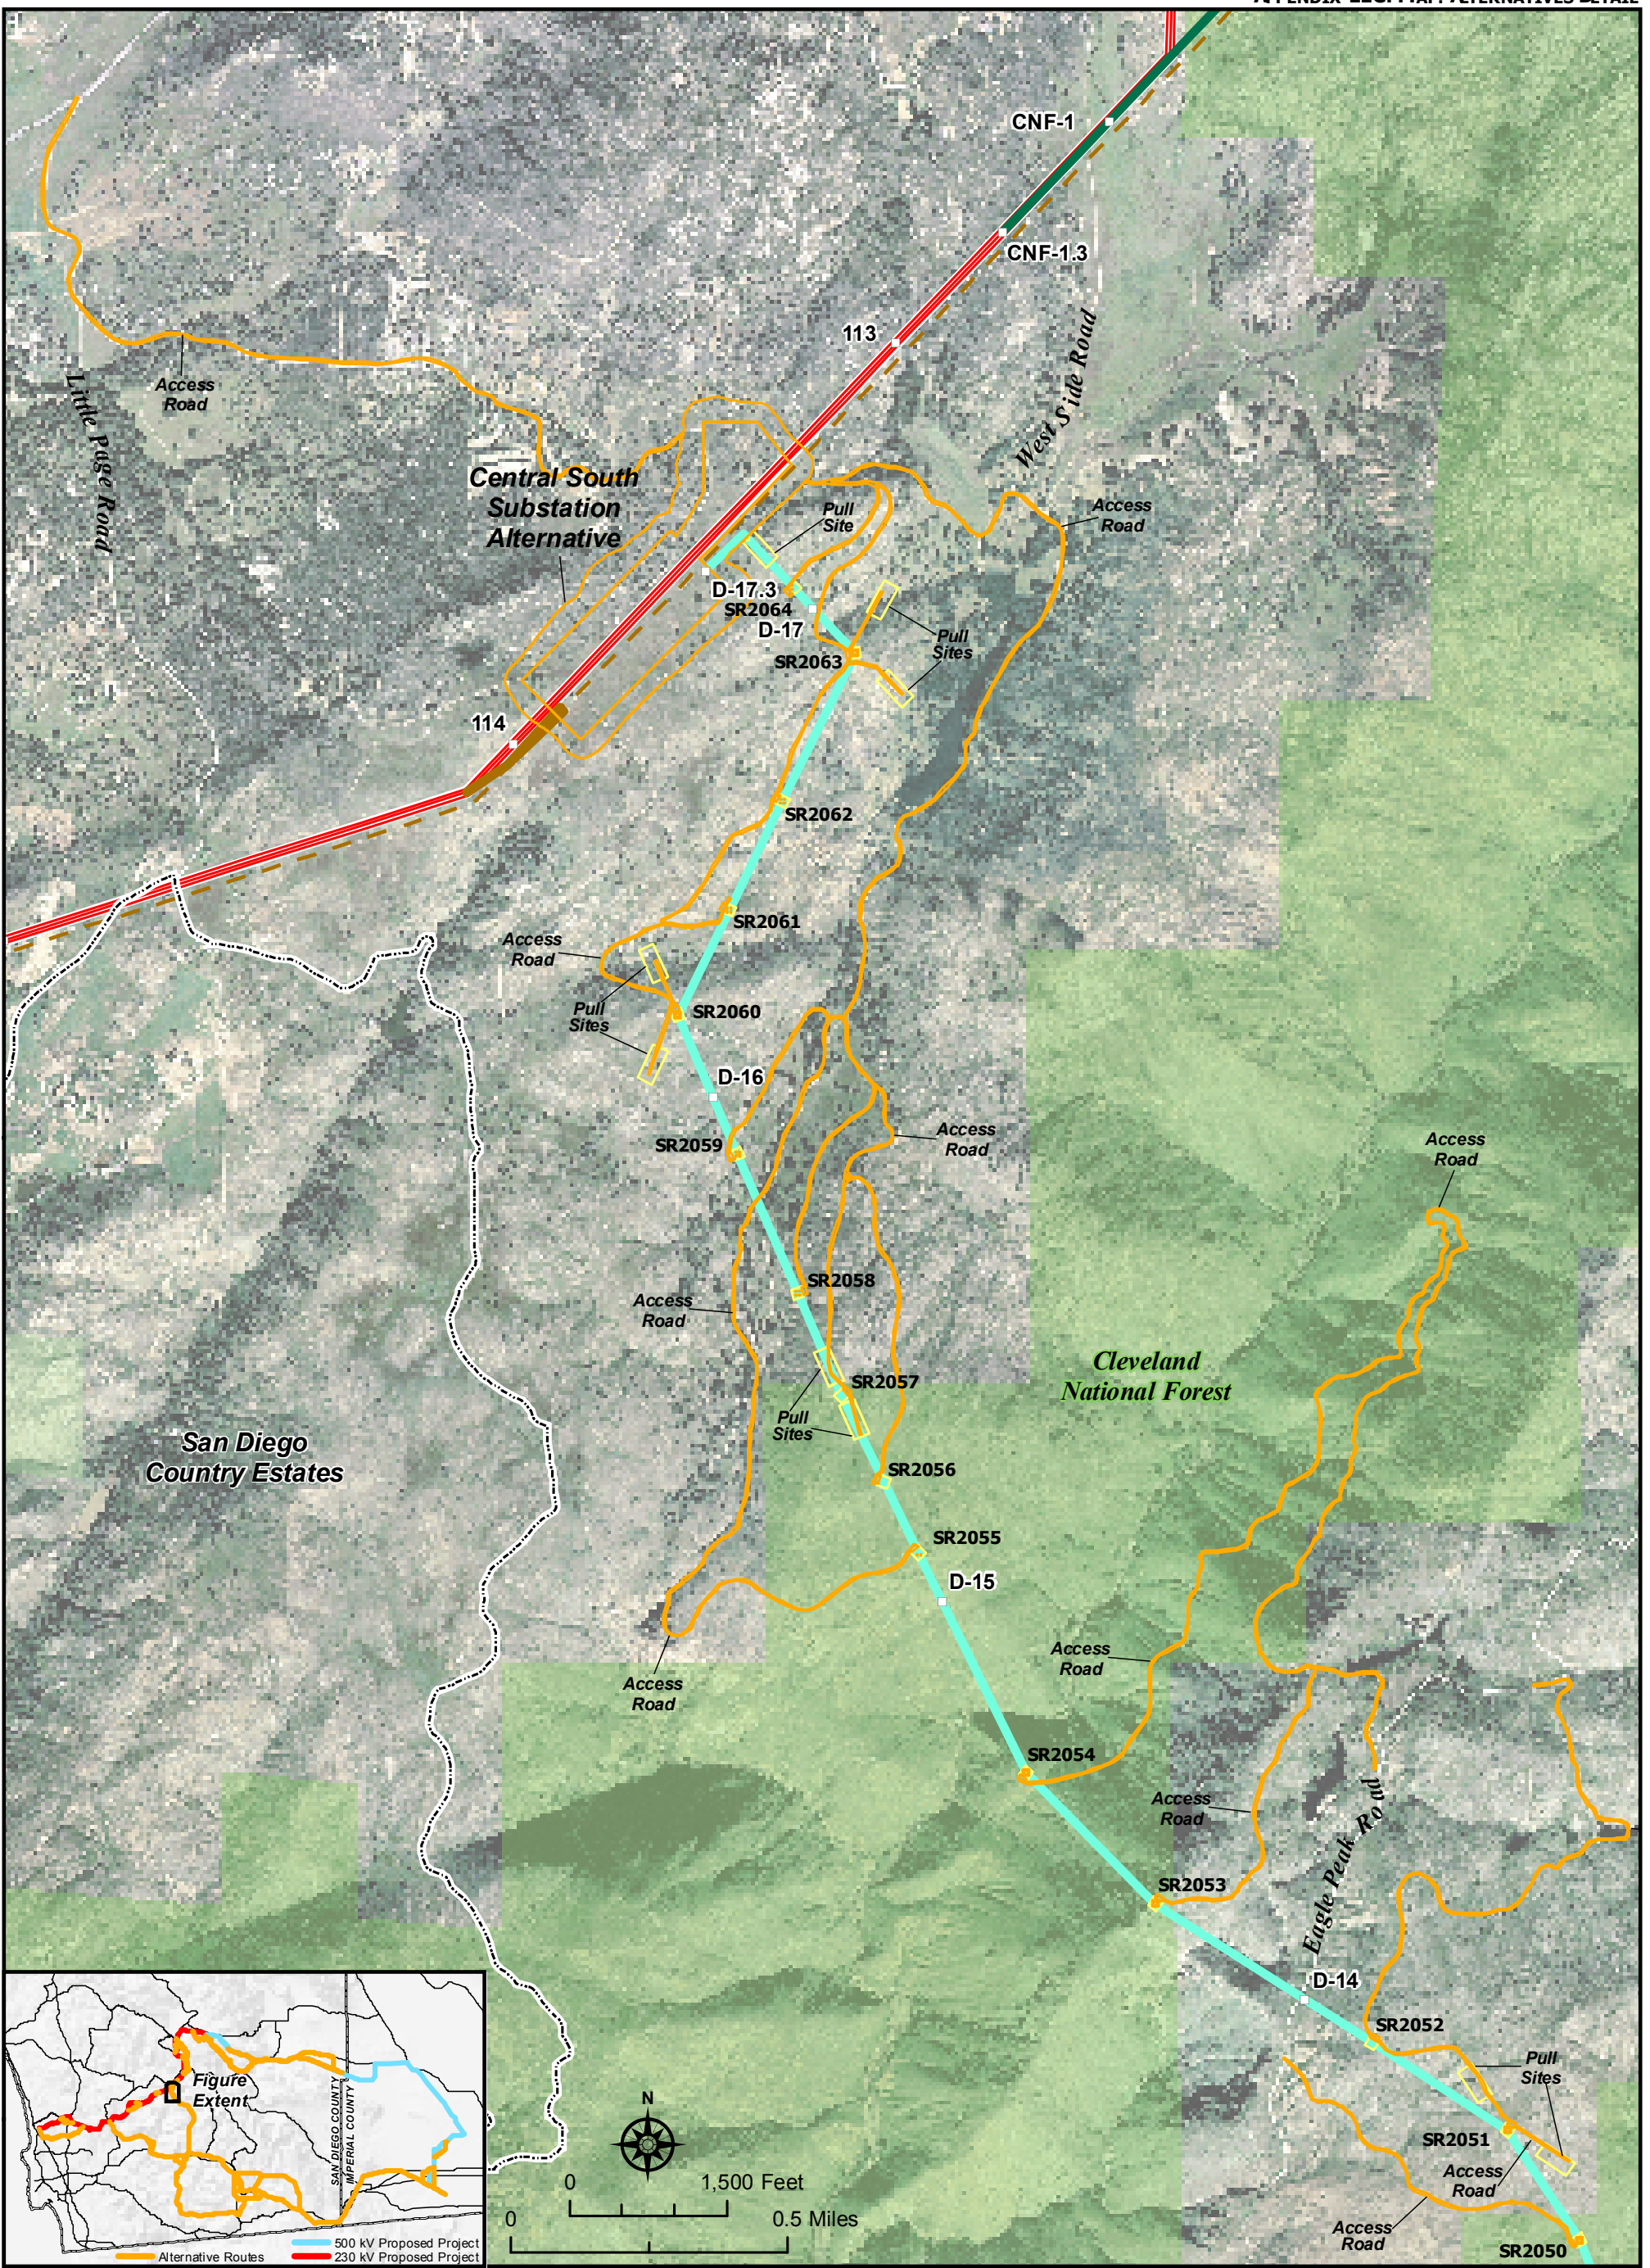 CNF-1
CNF-1.3
113
West Side Road
Access
Road
Little Page Road
Central South
Substation
Alternative
Pull
Site
Access
Road
D-17.3
SR2064
D-17
Pull
Sites
SR2063
114
SR2062
SR2061
Access
Road
Pull
Sites
SR2060
D-16
SR2059
Access
Road
Access
Road
SR2058
Access
Road
Cleveland
National Forest
SR2057
Pull
Sites
San Diego
Country Estates
SR2056
SR2055
D-15
Access
Road
Access
Road
SR2054
Access
Road
Eagle Peak Road
SR2053
D-14
SR2052
Pull
Sites
SR2051
Access
Road
Access
Road
SR2050
Figure
Extent
SAN DIEGO COUNTY
IMPERIAL COUNTY
500 kV Proposed Project
Alternative Routes
230 kV Proposed Project
N
0 1,500 Feet
0 0.5 Miles